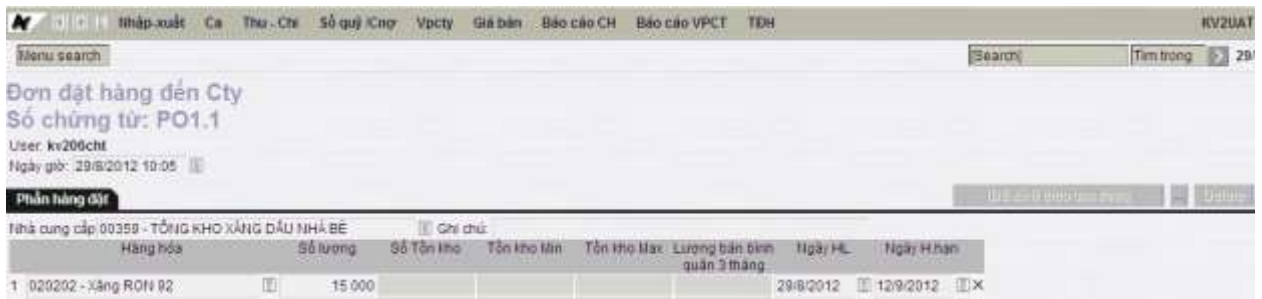 Nhập-xuất Ca Thu - Chi Sổ quỹ /Cnợ Vpcty Giá bán Báo cáo CH Báo cáo VPCT TĐH KV2UAT
Menu search [Search] Tìm trong 29/
Đơn đặt hàng đến Cty
Số chứng từ: PO1.1
User: kv206cht
Ngày giờ: 29/8/2012 10:05
Phần hàng đặt
Nhà cung cấp 00359 - TỔNG KHO XĂNG DẦU NHÀ BÈ Ghi chú:
Hàng hóa Số lượng Số Tồn kho Tồn kho Min Tồn kho Max Lượng bán bình quân 3 tháng Ngày HL Ngày H.hạn
1 020202 - Xăng RON 92 15 000 29/8/2012 12/9/2012 ×